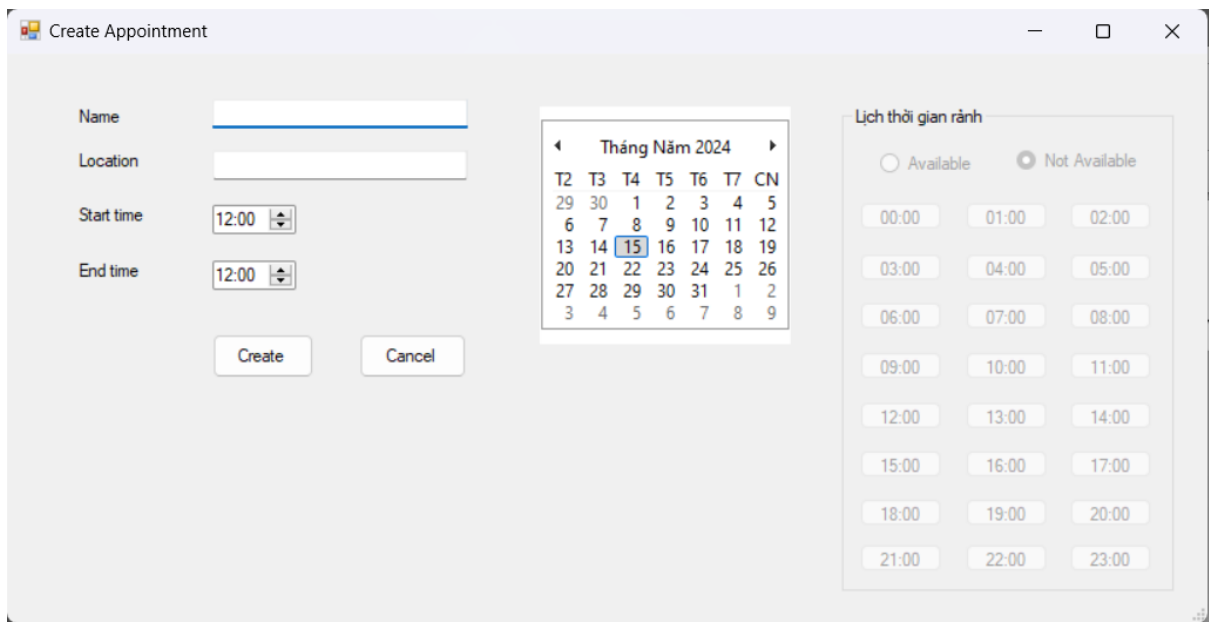 Create Appointment
Name
Location
Start time 12:00
End time 12:00
Create Cancel
Tháng Năm 2024
T2 T3 T4 T5 T6 T7 CN
29 30 1 2 3 4 5
6 7 8 9 10 11 12
13 14 15 16 17 18 19
20 21 22 23 24 25 26
27 28 29 30 31 1 2
3 4 5 6 7 8 9
Lịch thời gian rảnh
Available Not Available
00:00 01:00 02:00
03:00 04:00 05:00
06:00 07:00 08:00
09:00 10:00 11:00
12:00 13:00 14:00
15:00 16:00 17:00
18:00 19:00 20:00
21:00 22:00 23:00